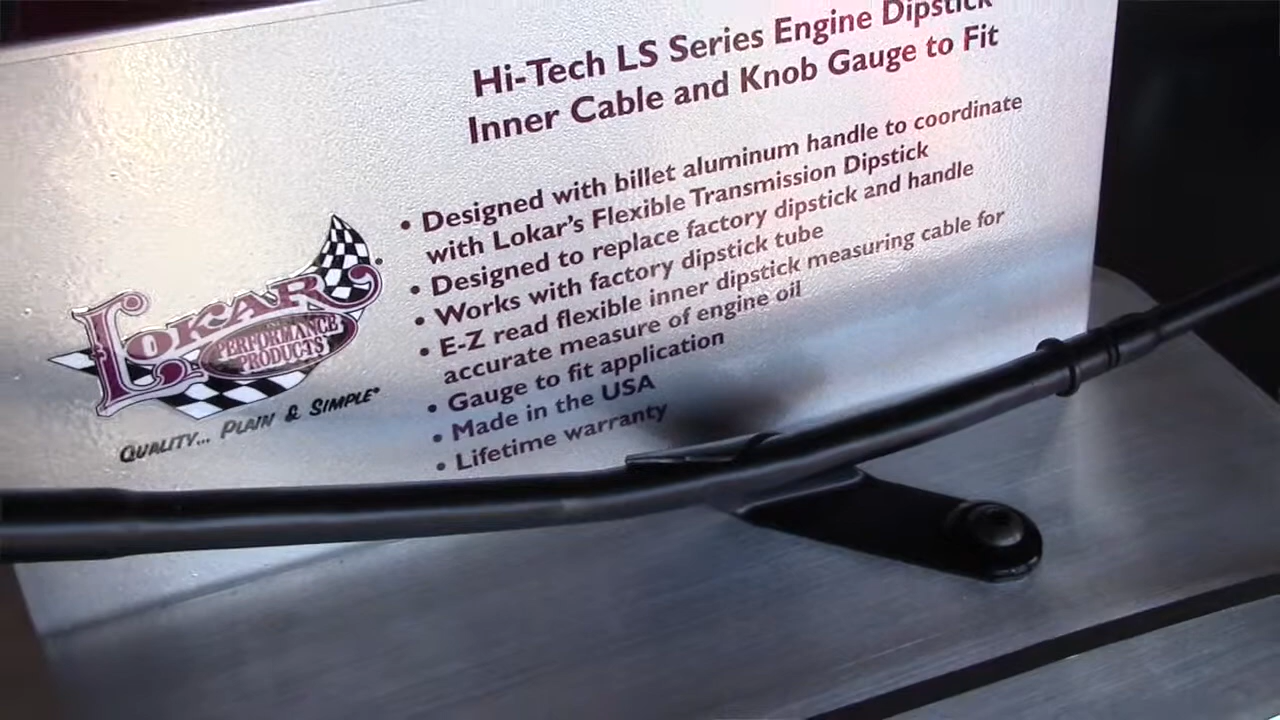 Hi-Tech LS Series Engine Dipstick
Inner Cable and Knob Gauge to Fit
• Designed with billet aluminum handle to coordinate
with Lokar's Flexible Transmission Dipstick
• Designed to replace factory dipstick and handle
• Works with factory dipstick tube
• E-Z read flexible inner dipstick measuring cable for
accurate measure of engine oil
• Gauge to fit application
• Made in the USA
• Lifetime warranty
LOKAR®
PERFORMANCE
PRODUCTS
QUALITY... PLAIN & SIMPLE®